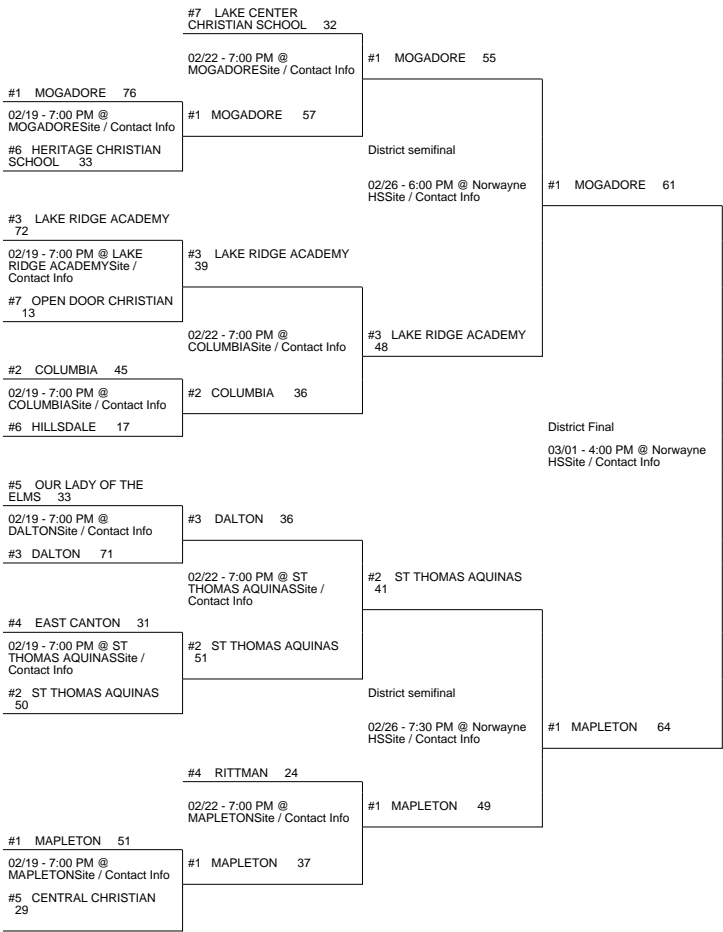 #7 LAKE CENTER
CHRISTIAN SCHOOL 32
02/22 - 7:00 PM @
MOGADORESite / Contact Info
#1 MOGADORE 55
#1 MOGADORE 76
02/19 - 7:00 PM @
MOGADORESite / Contact Info
#1 MOGADORE 57
#6 HERITAGE CHRISTIAN
SCHOOL 33
District semifinal
02/26 - 6:00 PM @ Norwayne
HSSite / Contact Info
#1 MOGADORE 61
#3 LAKE RIDGE ACADEMY
72
02/19 - 7:00 PM @ LAKE
RIDGE ACADEMYSite /
Contact Info
#3 LAKE RIDGE ACADEMY
39
#7 OPEN DOOR CHRISTIAN
13
02/22 - 7:00 PM @
COLUMBIASite / Contact Info
#3 LAKE RIDGE ACADEMY
48
#2 COLUMBIA 45
02/19 - 7:00 PM @
COLUMBIASite / Contact Info
#2 COLUMBIA 36
#6 HILLSDALE 17
District Final
03/01 - 4:00 PM @ Norwayne
HSSite / Contact Info
#5 OUR LADY OF THE
ELMS 33
02/19 - 7:00 PM @
DALTONSite / Contact Info
#3 DALTON 36
#3 DALTON 71
02/22 - 7:00 PM @ ST
THOMAS AQUINASSite /
Contact Info
#2 ST THOMAS AQUINAS
41
#4 EAST CANTON 31
02/19 - 7:00 PM @ ST
THOMAS AQUINASSite /
Contact Info
#2 ST THOMAS AQUINAS
51
#2 ST THOMAS AQUINAS
50
District semifinal
02/26 - 7:30 PM @ Norwayne
HSSite / Contact Info
#1 MAPLETON 64
#4 RITTMAN 24
02/22 - 7:00 PM @
MAPLETONSite / Contact Info
#1 MAPLETON 49
#1 MAPLETON 51
02/19 - 7:00 PM @
MAPLETONSite / Contact Info
#1 MAPLETON 37
#5 CENTRAL CHRISTIAN
29